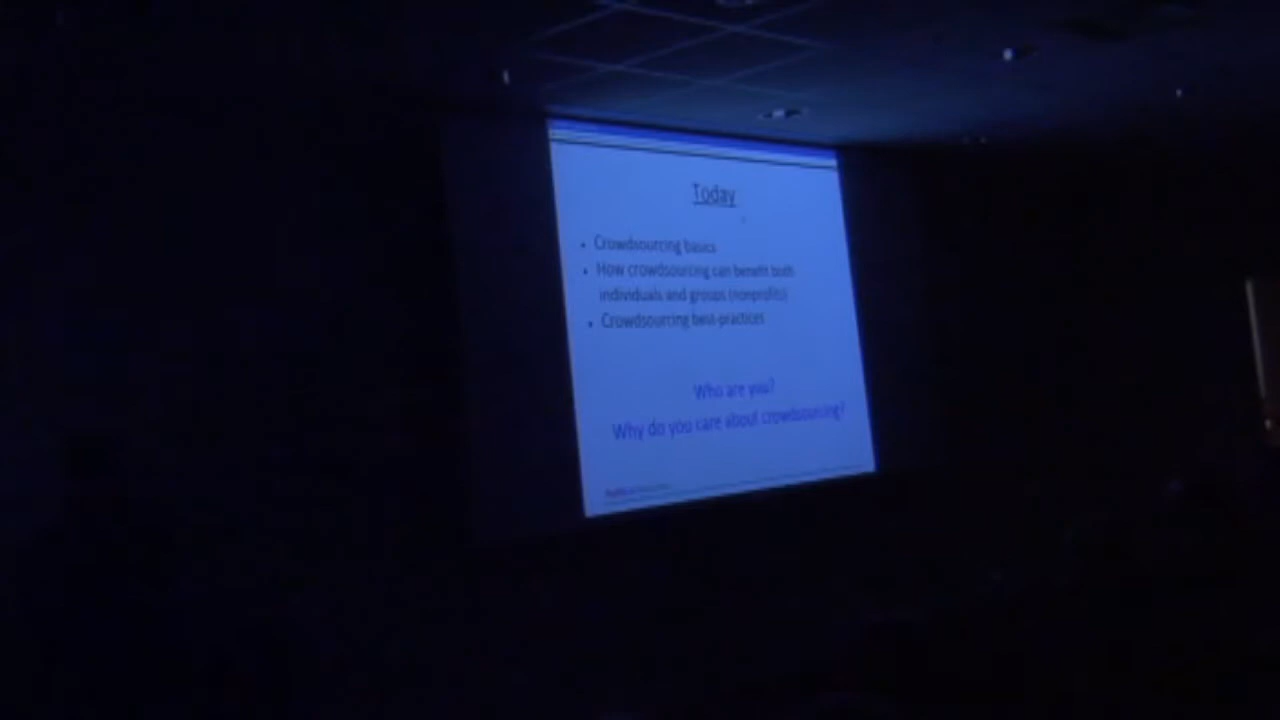 Today
• Crowdsourcing basics
• How crowdsourcing can benefit both
individuals and groups (nonprofits)
• Crowdsourcing best-practices
Who are you?
Why do you care about crowdsourcing?